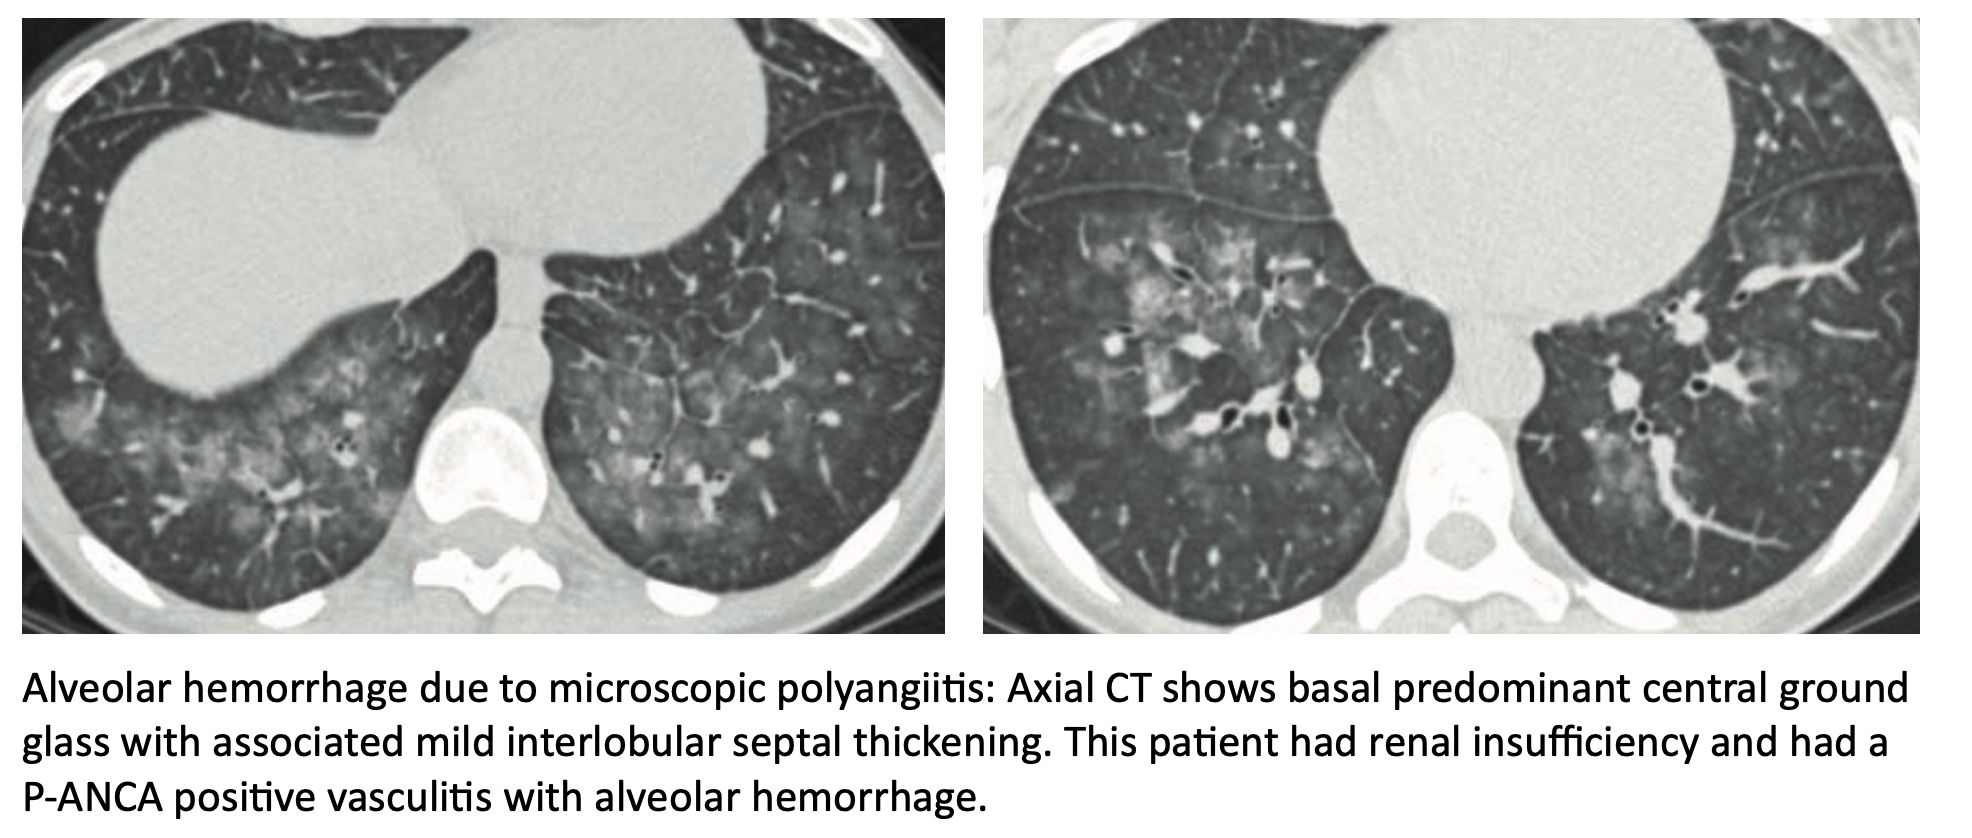 Alveolar hemorrhage due to microscopic polyangiitis: Axial CT shows basal predominant central ground
glass with associated mild interlobular septal thickening. This patient had renal insufficiency and had a
P-ANCA positive vasculitis with alveolar hemorrhage.